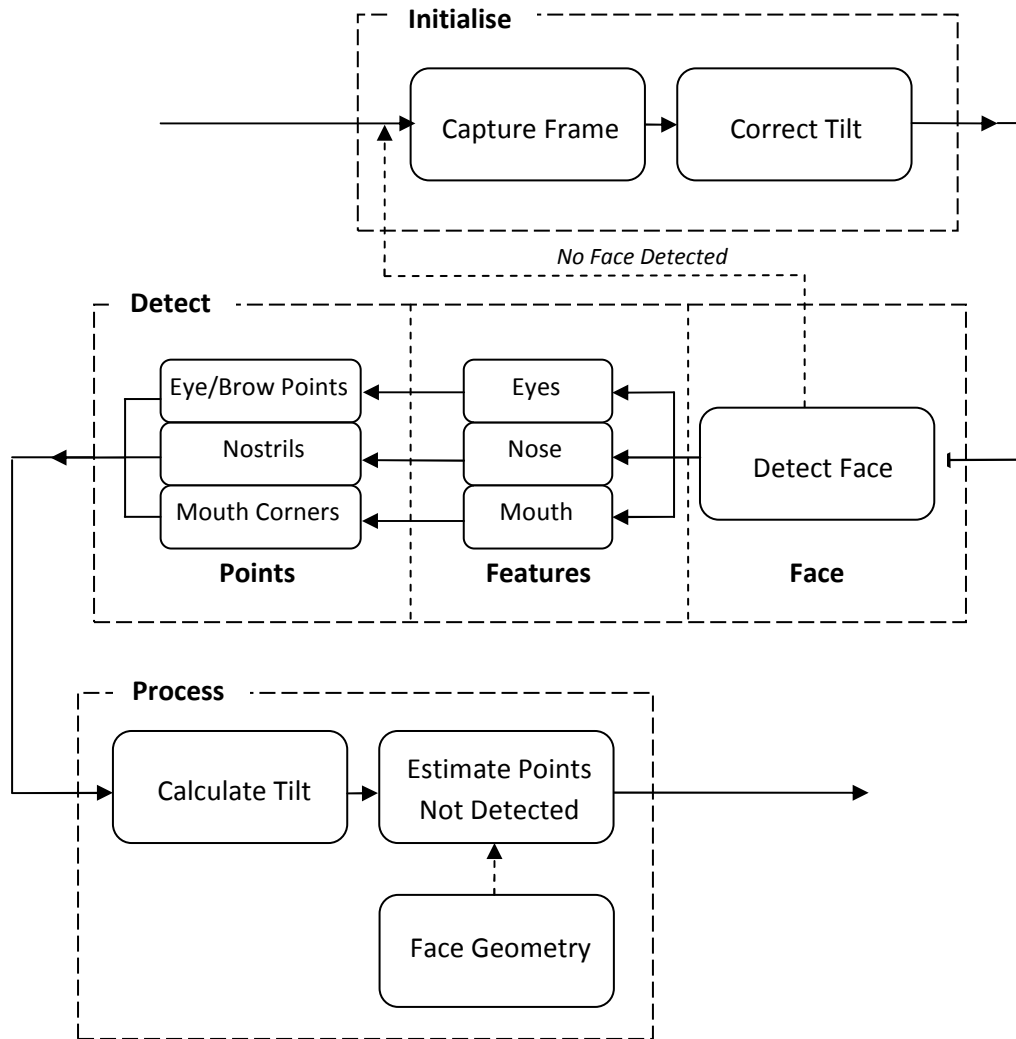 Initialise
Capture Frame
Correct Tilt
No Face Detected
Detect
Eye/Brow Points
Eyes
Nostrils
Nose
Detect Face
Mouth Corners
Mouth
Points
Features
Face
Process
Calculate Tilt
Estimate Points
Not Detected
Face Geometry